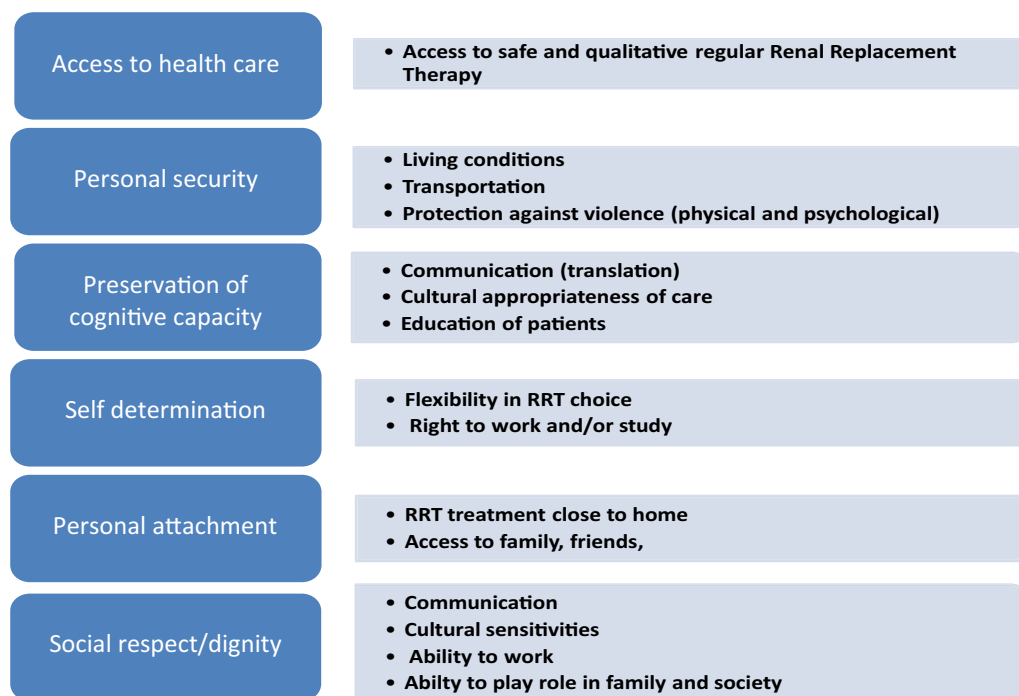 Access to health care
• Access to safe and qualitative regular Renal Replacement
Therapy
Personal security
• Living conditions
• Transportation
• Protection against violence (physical and psychological)
Preservation of
cognitive capacity
• Communication (translation)
• Cultural appropriateness of care
• Education of patients
Self determination
• Flexibility in RRT choice
• Right to work and/or study
Personal attachment
• RRT treatment close to home
• Access to family, friends,
Social respect/dignity
• Communication
• Cultural sensitivities
• Ability to work
• Abilty to play role in family and society